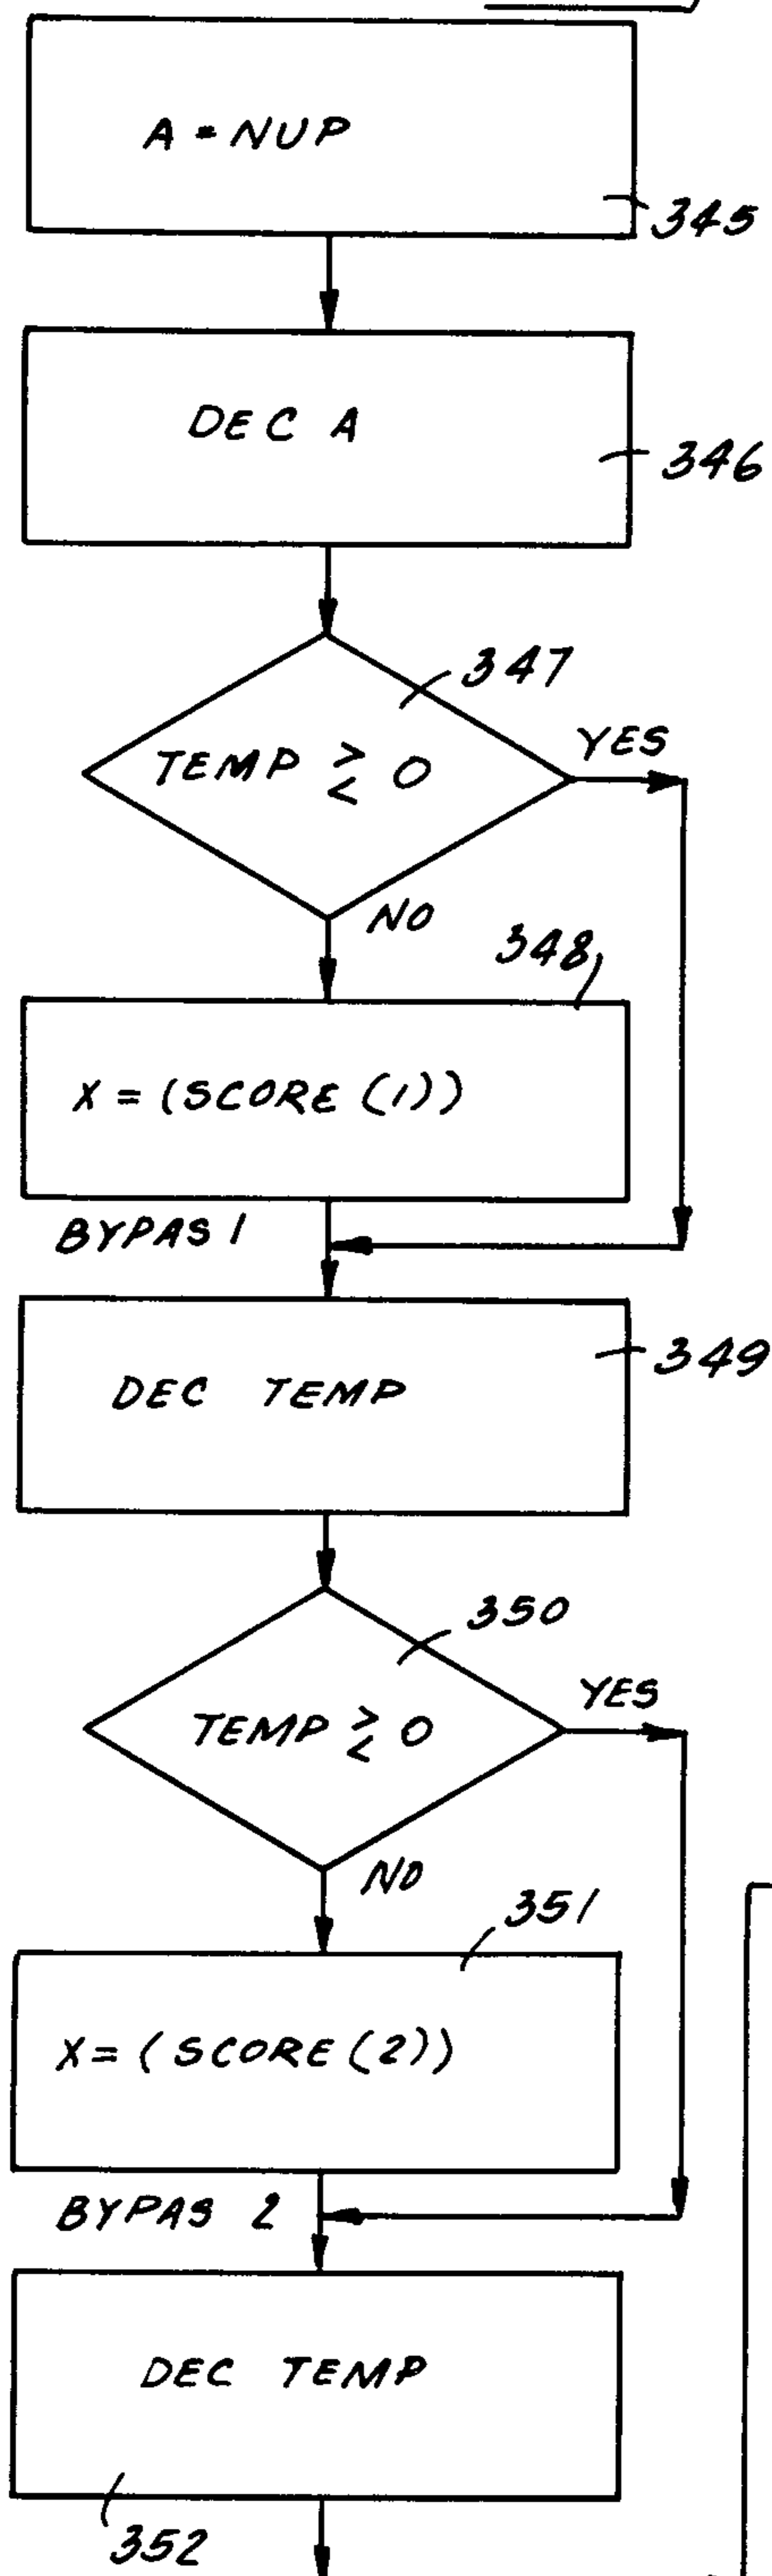 A = NUP
345
DEC A
346
347
TEMP ≷ 0
YES
NO
348
X = (SCORE (1))
BYPAS 1
349
DEC TEMP
350
TEMP ≷ 0
YES
NO
351
X = (SCORE (2))
BYPAS 2
DEC TEMP
352